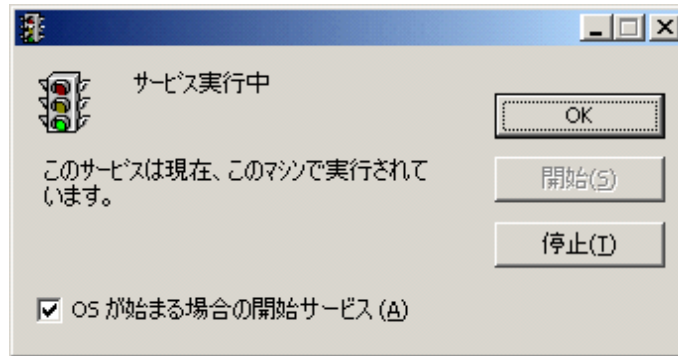 サービス実行中
OK
このサービスは現在、このマシンで実行されて
います。
開始(S)
停止(T)
OS が始まる場合の開始サービス (A)